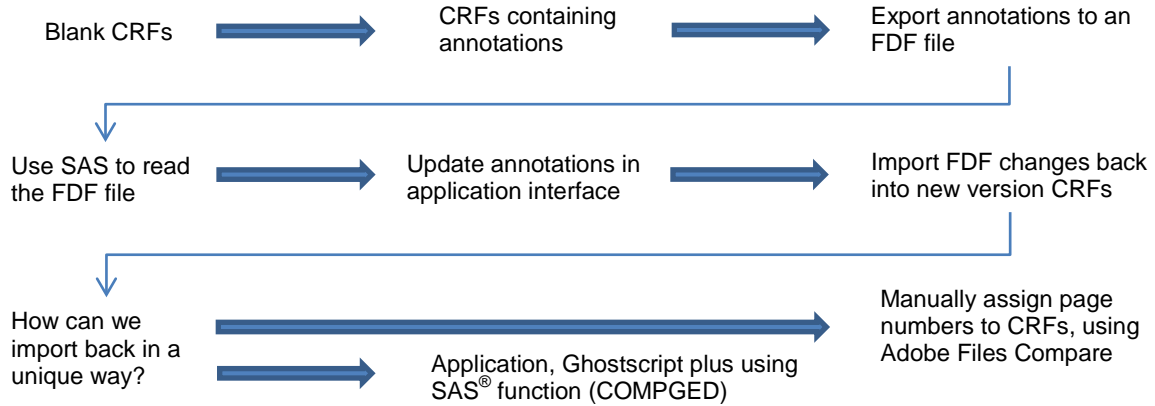 Blank CRFs
CRFs containing
annotations
Export annotations to an
FDF file
Use SAS to read
the FDF file
Update annotations in
application interface
Import FDF changes back
into new version CRFs
How can we
import back in a
unique way?
Manually assign page
numbers to CRFs, using
Adobe Files Compare
Application, Ghostscript plus using
SAS® function (COMPGED)